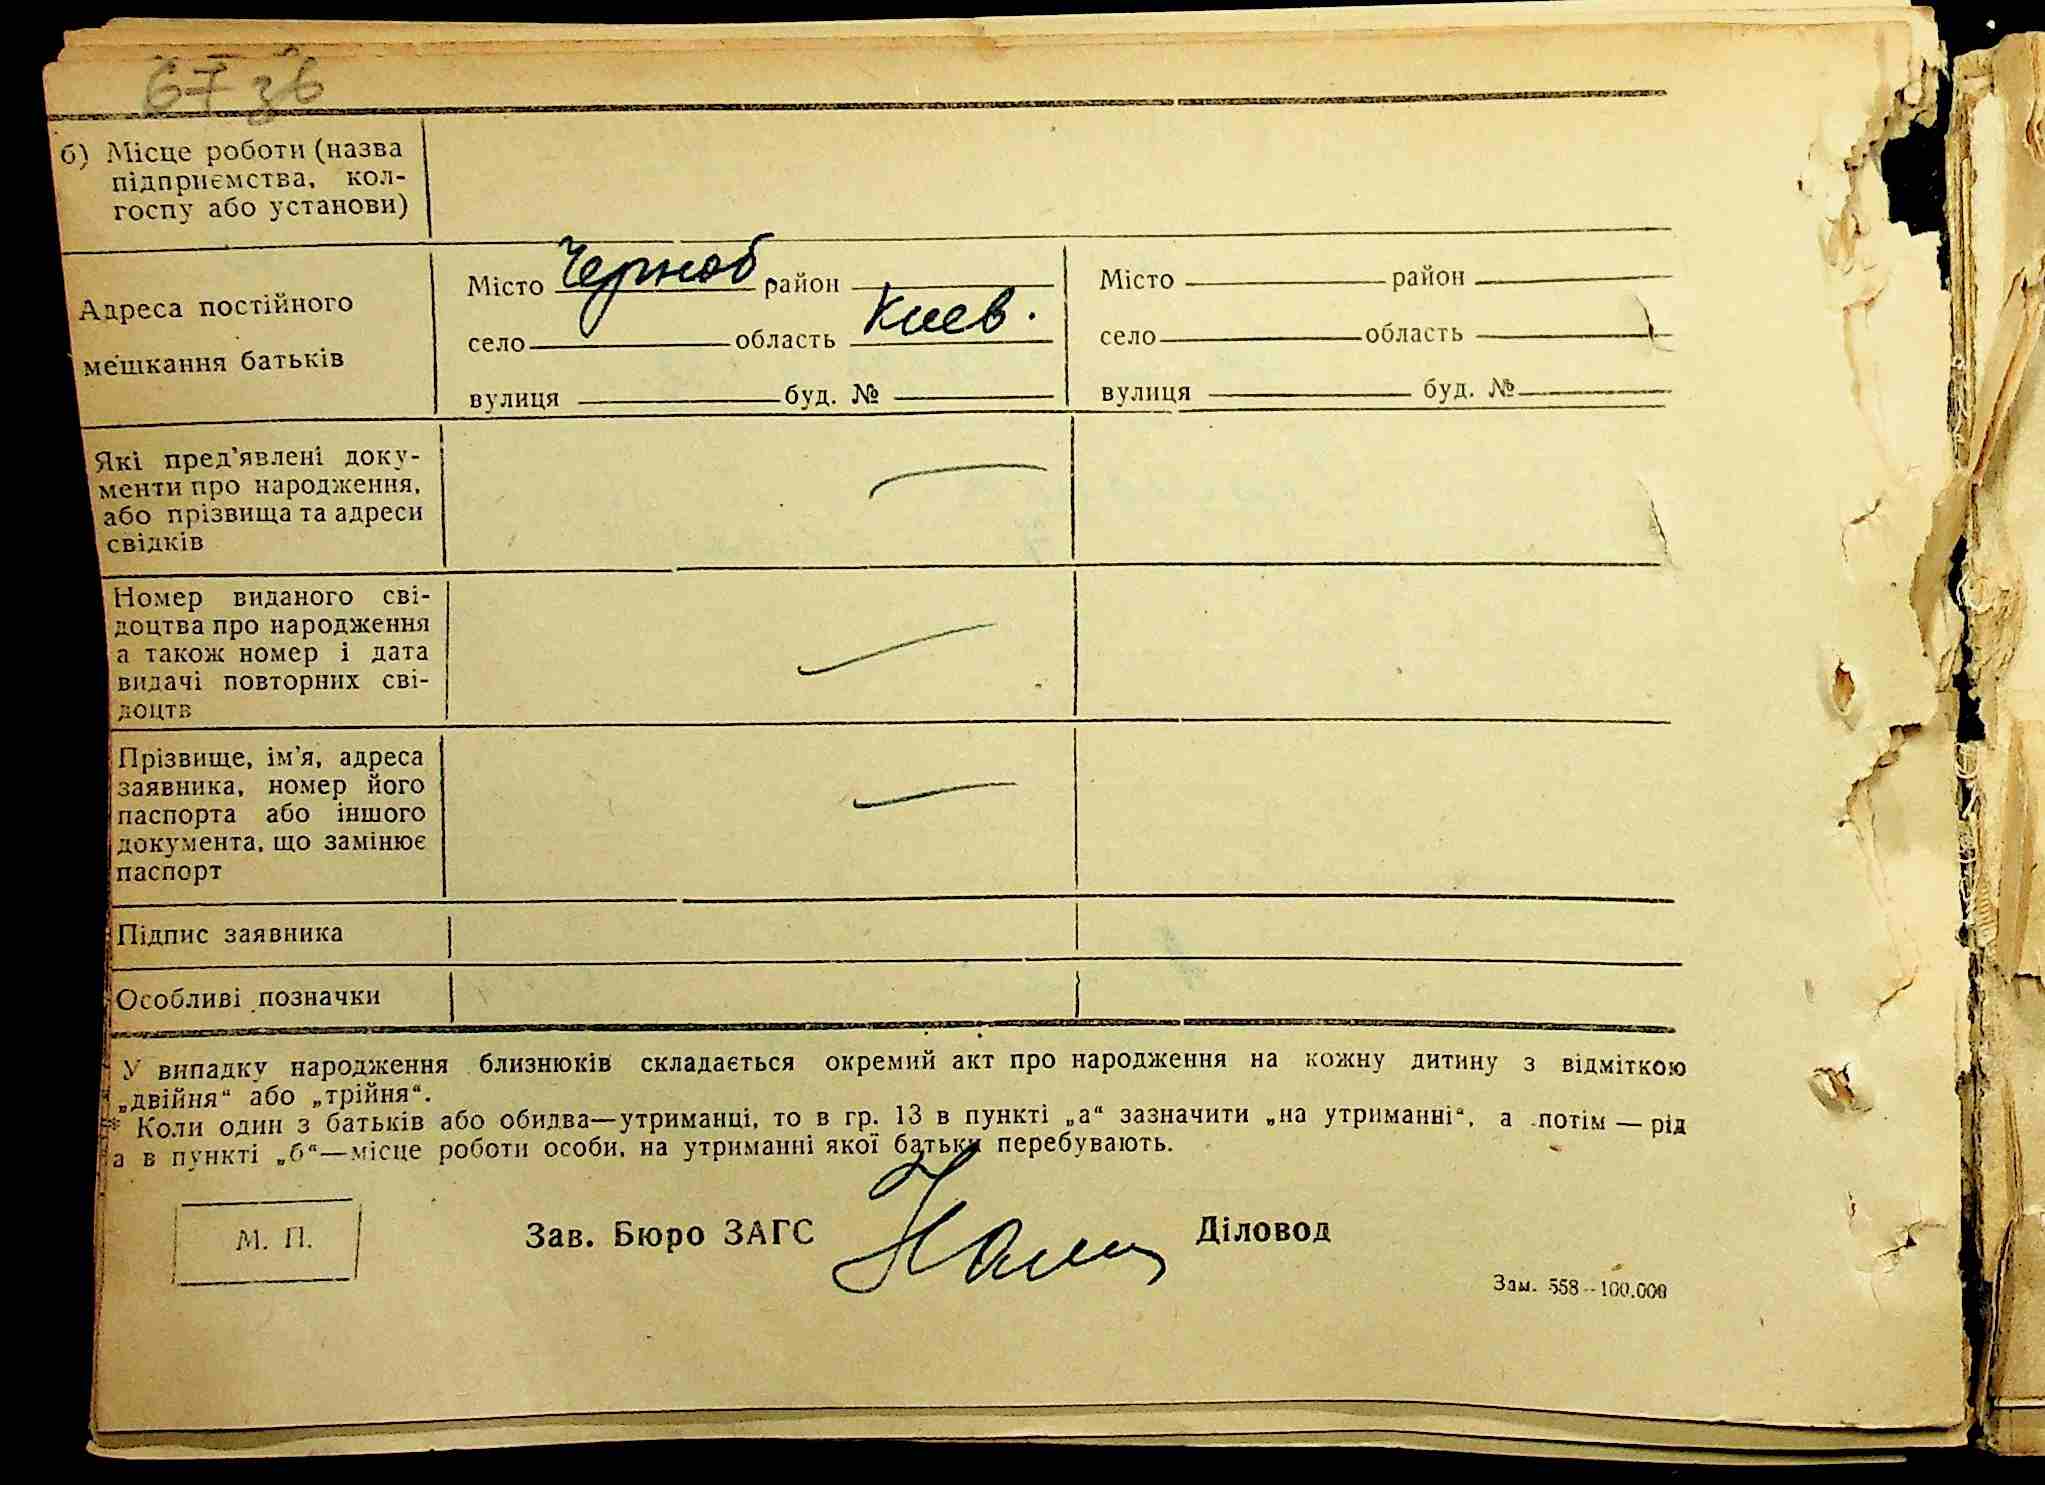 67 зб
б) Місце роботи (назва
підприємства, кол-
госпу або установи)
Адреса постійного
мешкання батьків
Місто Черноб район
село область Киев.
вулиця буд. №
Місто район
село область
вулиця буд. №
Які пред’явлені доку-
менти про народження,
або прізвища та адреси
свідків
Номер виданого сві-
доцтва про народження
а також номер і дата
видачі повторних сві-
доцтв
Прізвище, ім’я, адреса
заявника, номер його
паспорта або іншого
документа, що замінює
паспорт
Підпис заявника
Особливі позначки
У випадку народження близнюків складається окремий акт про народження на кожну дитину з відміткою
„двійня“ або „трійня“.
* Коли один з батьків або обидва—утриманці, то в гр. 13 в пункті „а“ зазначити „на утриманні“, а потім — рід
а в пункті „б“—місце роботи особи, на утриманні якої батьки перебувають.
М. П.
Зав. Бюро ЗАГС
Діловод
Зам. 558—100.000